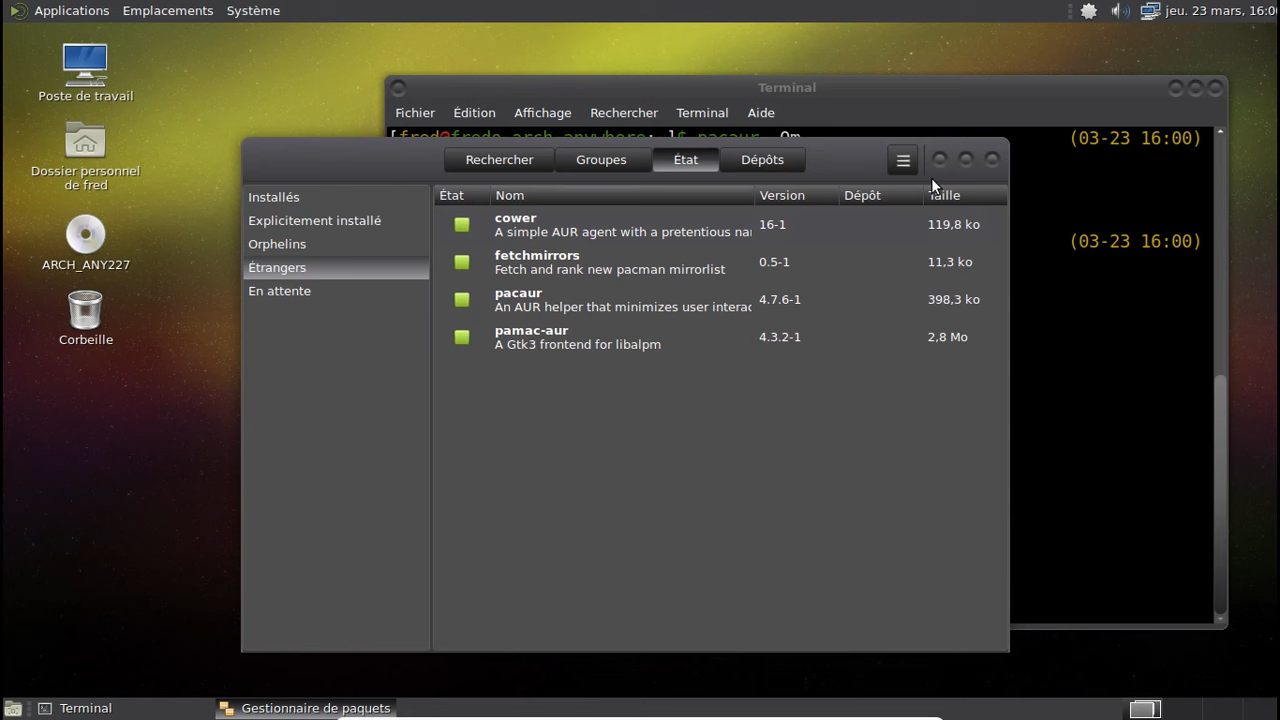 Applications Emplacements Système jeu. 23 mars, 16:0
Poste de travail
Dossier personnel
de fred
ARCH_ANY227
Corbeille
Terminal
Fichier Édition Affichage Rechercher Terminal Aide
(03-23 16:00)
(03-23 16:00)
Rechercher Groupes État Dépôts
Installés
Explicitement installé
Orphelins
Étrangers
En attente
État Nom Version Dépôt Taille
cower
A simple AUR agent with a pretentious nar 16-1 119,8 ko
fetchmirrors
Fetch and rank new pacman mirrorlist 0.5-1 11,3 ko
pacaur
An AUR helper that minimizes user interac 4.7.6-1 398,3 ko
pamac-aur
A Gtk3 frontend for libalpm 4.3.2-1 2,8 Mo
Terminal Gestionnaire de paquets